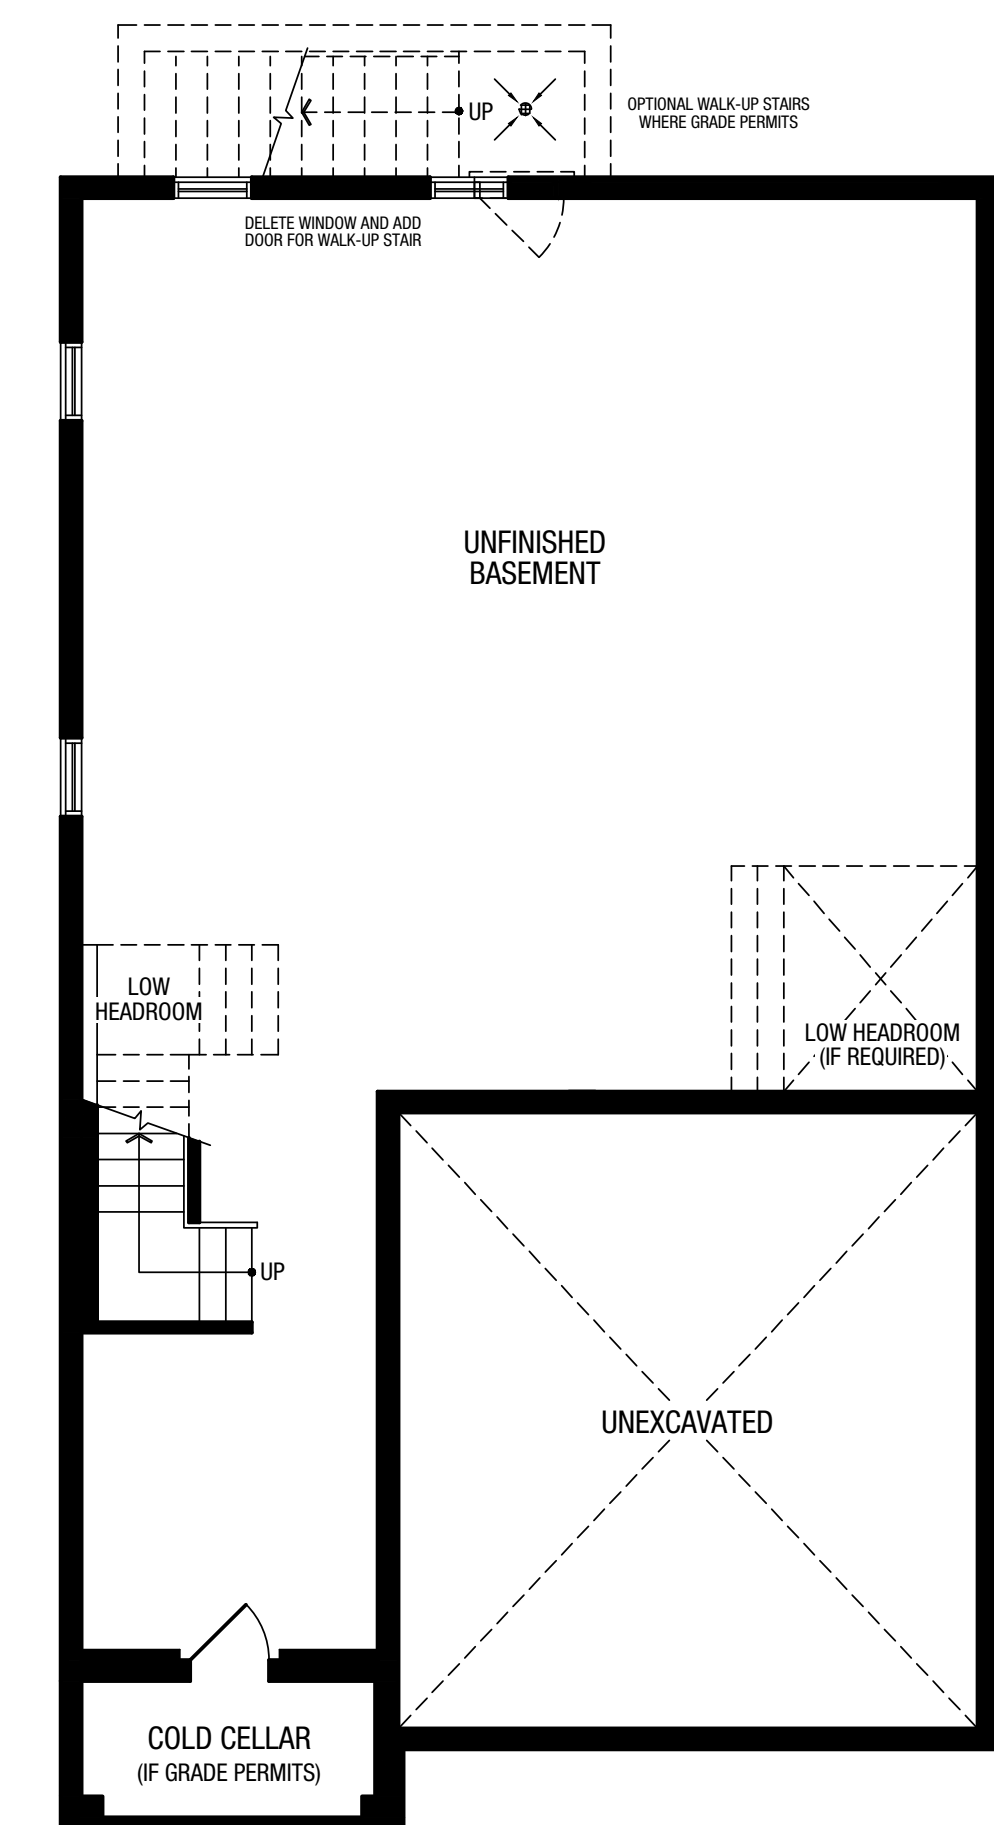 UP
OPTIONAL WALK-UP STAIRS
WHERE GRADE PERMITS
DELETE WINDOW AND ADD
DOOR FOR WALK-UP STAIR
UNFINISHED
BASEMENT
LOW
HEADROOM
LOW HEADROOM
(IF REQUIRED)
UP
UNEXCAVATED
COLD CELLAR
(IF GRADE PERMITS)